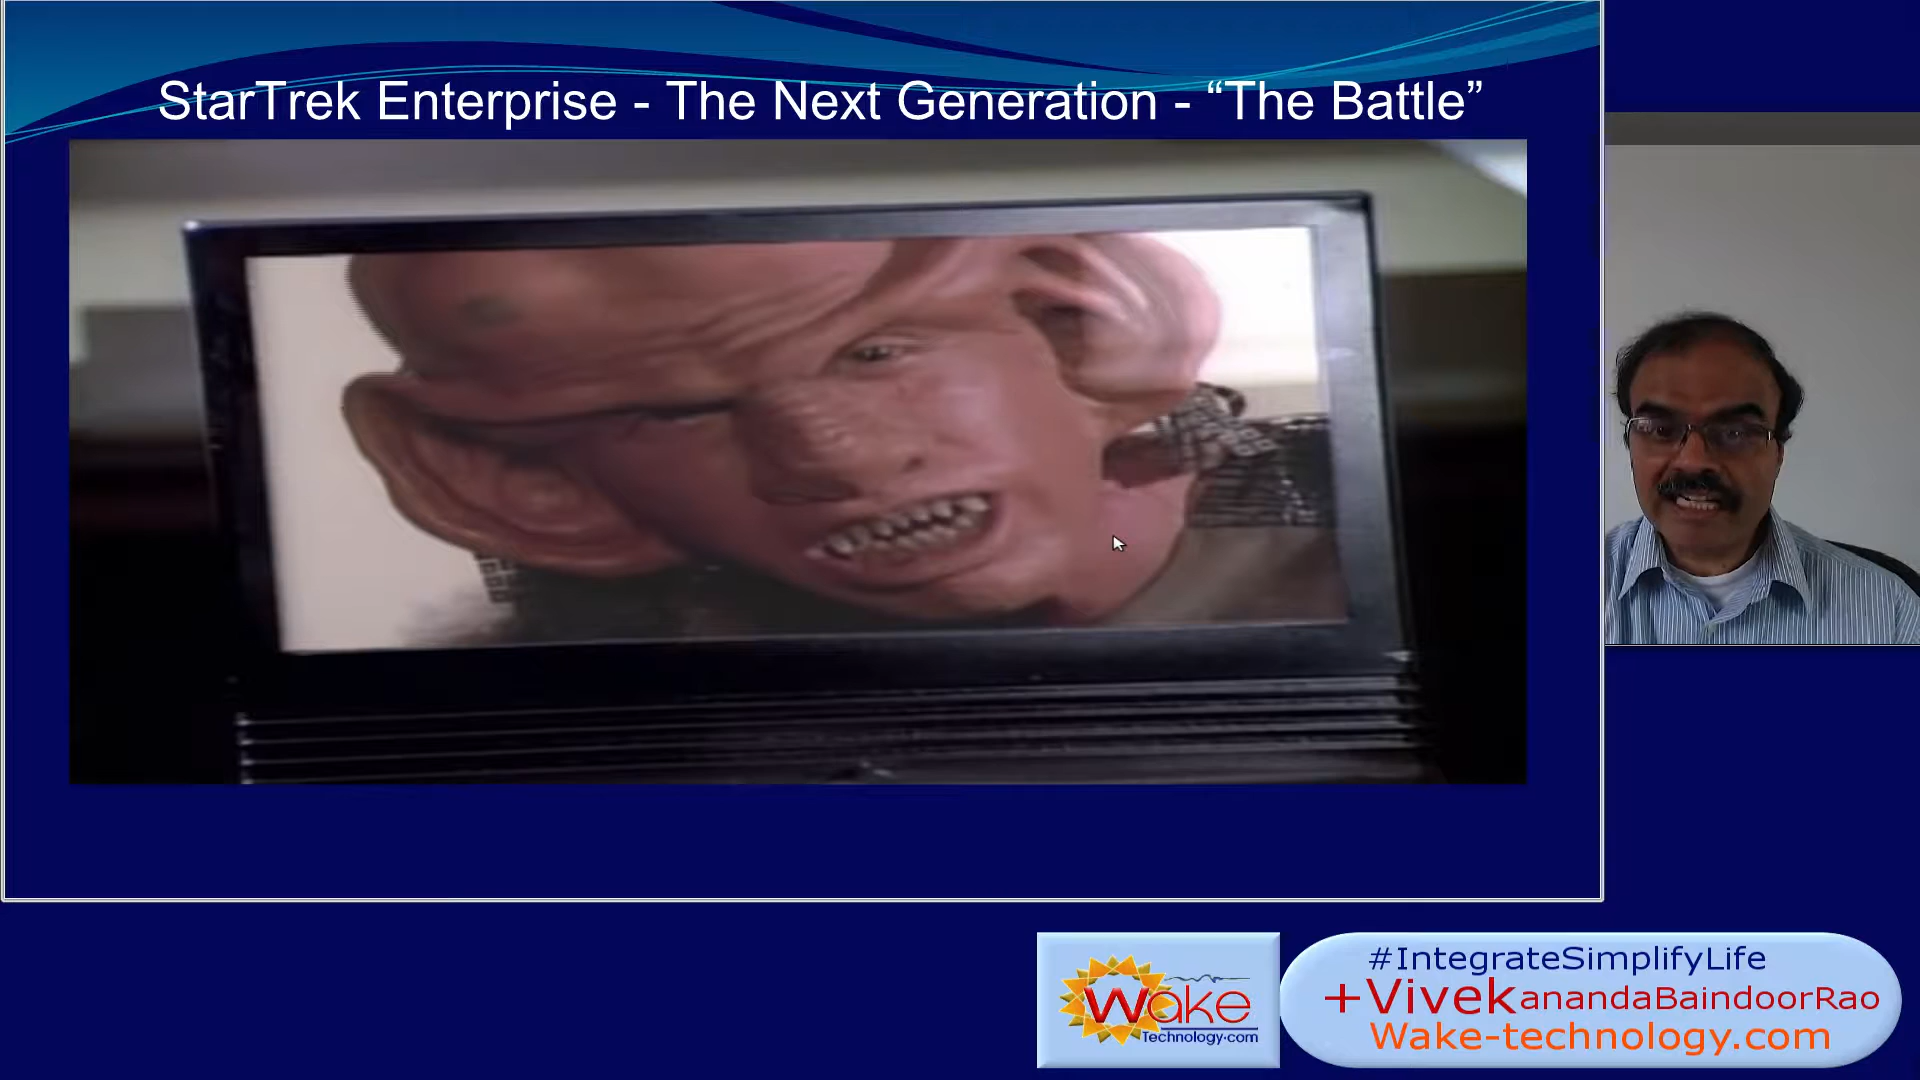 StarTrek Enterprise - The Next Generation - “The Battle”
#IntegrateSimplifyLife
Wake
+VivekanandaBaindoorRao
Technology.com
Wake-technology.com